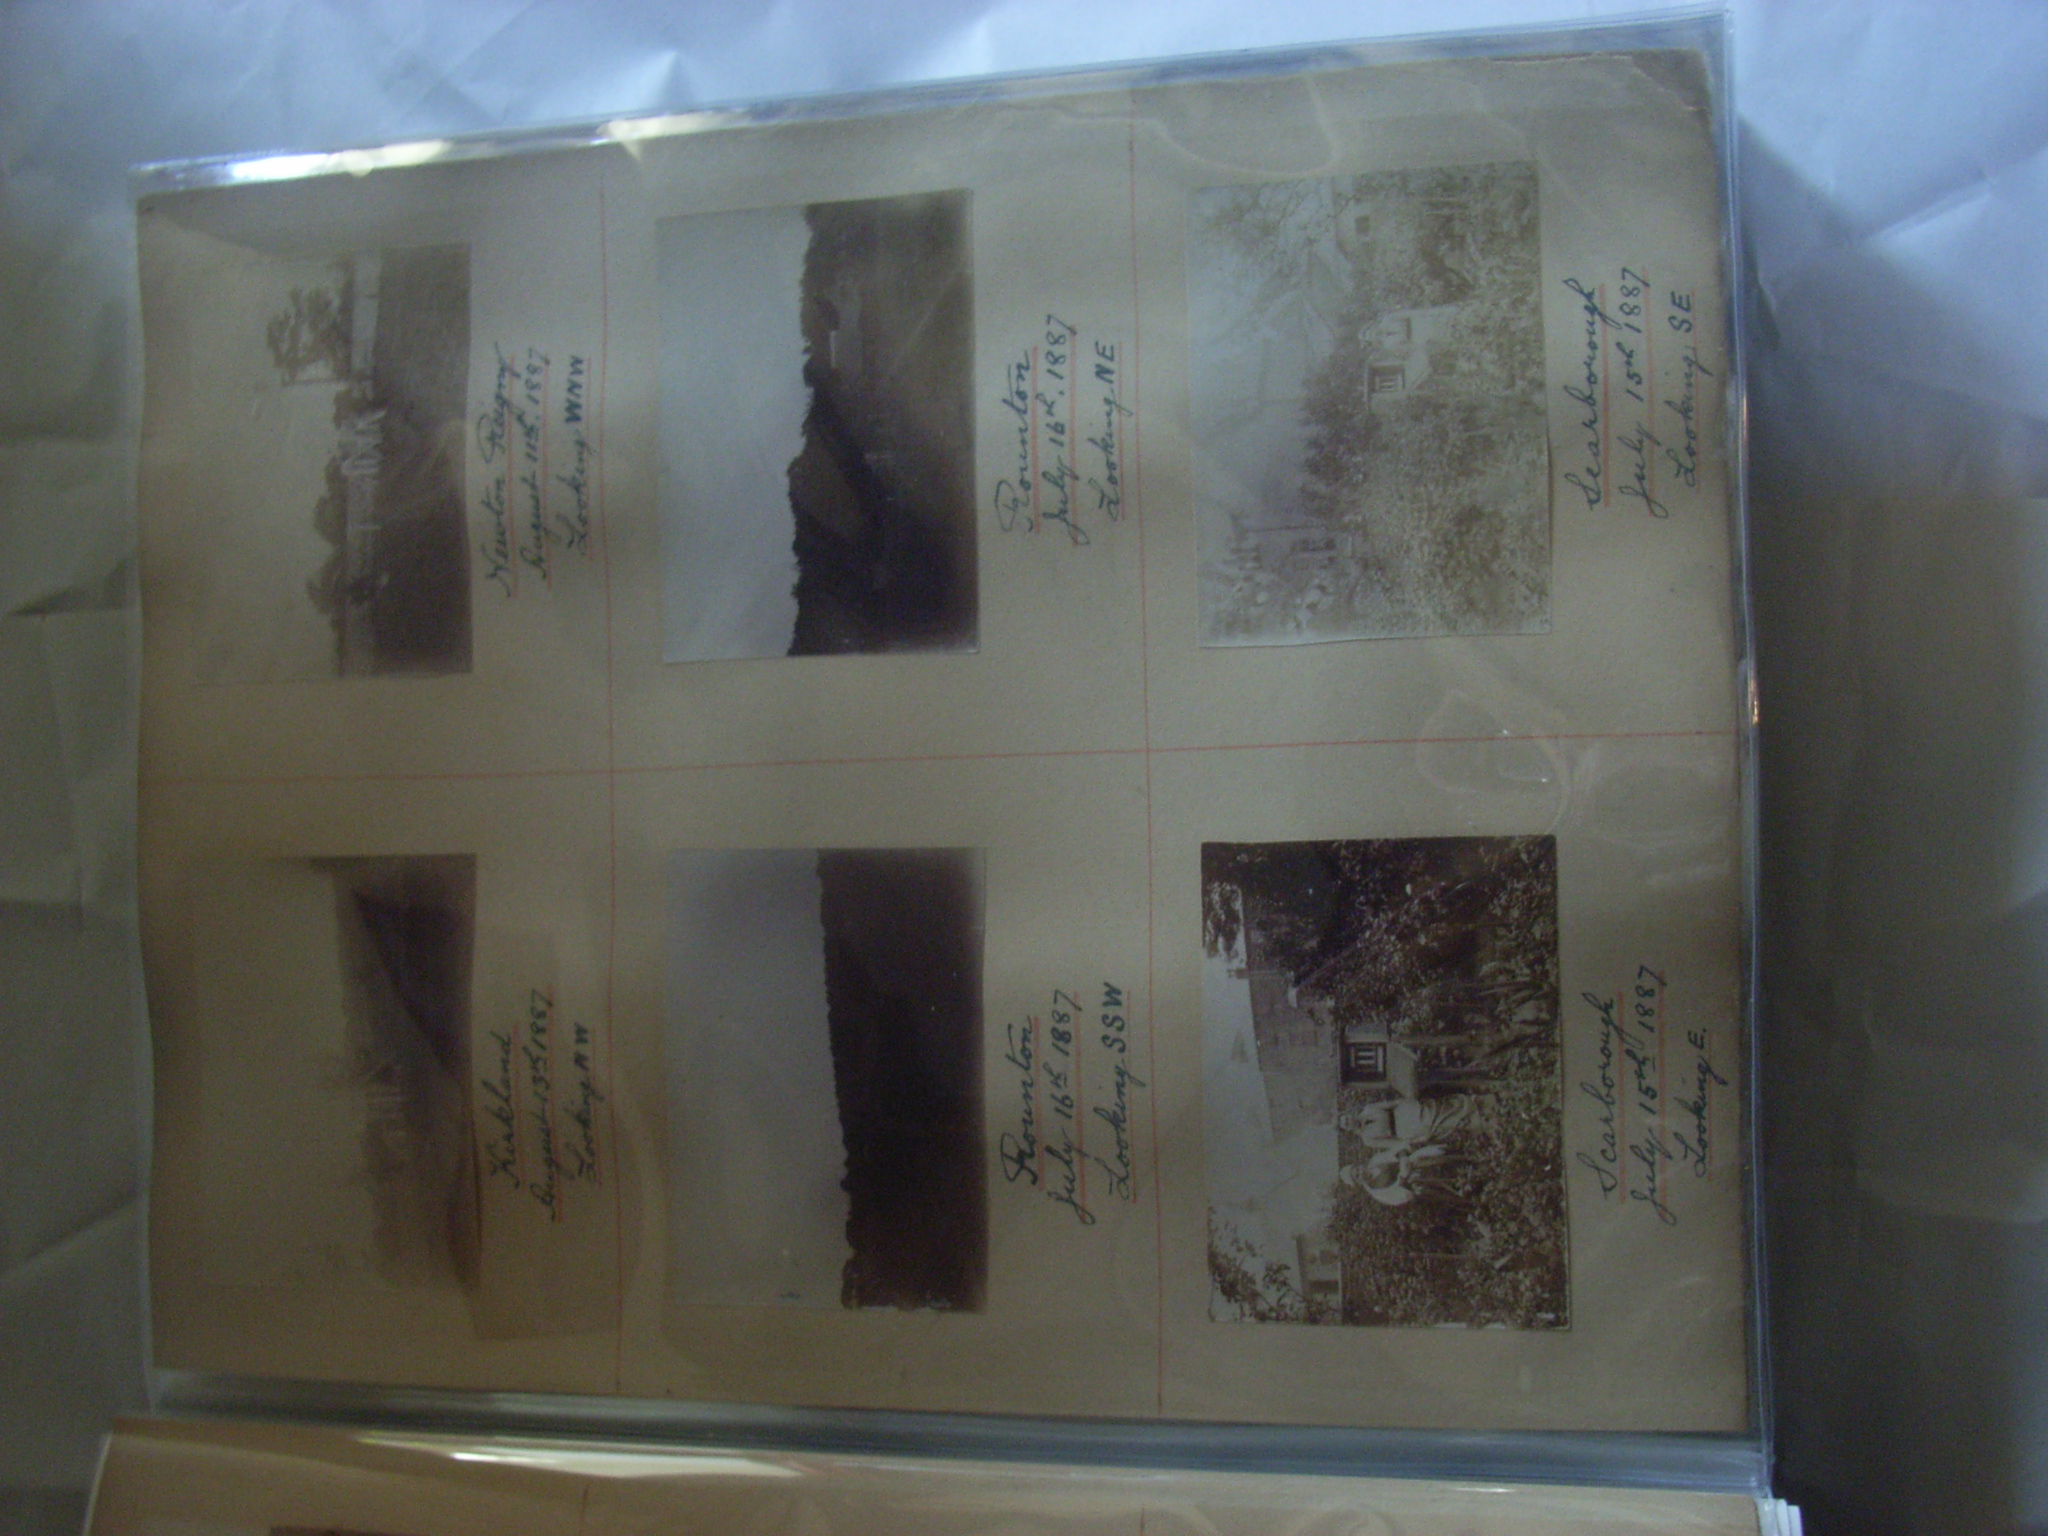 Kirkland
August 13th 1887
Looking NW
Newton Reigny
August 11th. 1887
Looking WNW
Rounton
July 16th 1887
Looking SSW
Rounton
July 16th. 1887
Looking NE
Scarborough
July 15th 1887
Looking E.
Scarborough
July 15th 1887
Looking SE